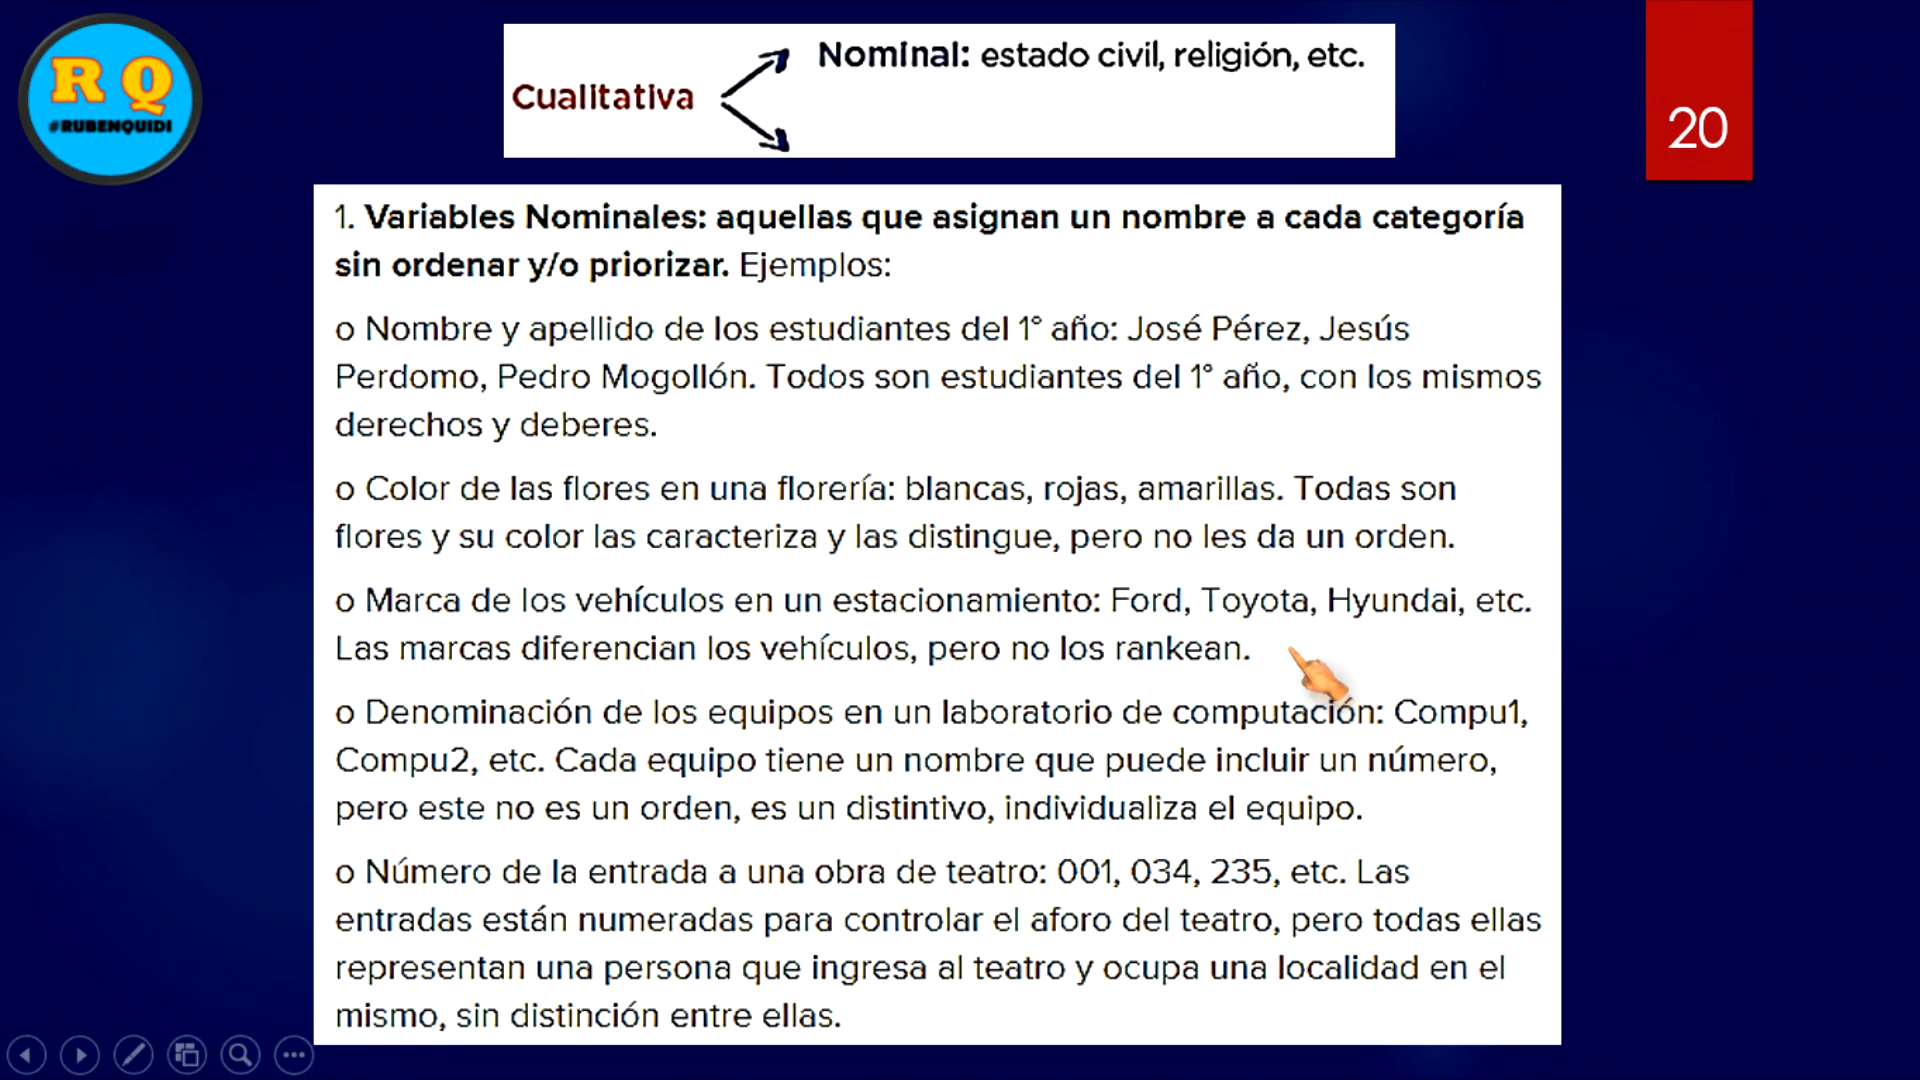 R Q
#RUBENQUIDI
Nominal: estado civil, religión, etc.
Cualitativa
20
1. Variables Nominales: aquellas que asignan un nombre a cada categoría
sin ordenar y/o priorizar. Ejemplos:
o Nombre y apellido de los estudiantes del 1° año: José Pérez, Jesús
Perdomo, Pedro Mogollón. Todos son estudiantes del 1° año, con los mismos
derechos y deberes.
o Color de las flores en una florería: blancas, rojas, amarillas. Todas son
flores y su color las caracteriza y las distingue, pero no les da un orden.
o Marca de los vehículos en un estacionamiento: Ford, Toyota, Hyundai, etc.
Las marcas diferencian los vehículos, pero no los rankean.
o Denominación de los equipos en un laboratorio de computación: Compu1,
Compu2, etc. Cada equipo tiene un nombre que puede incluir un número,
pero este no es un orden, es un distintivo, individualiza el equipo.
o Número de la entrada a una obra de teatro: 001, 034, 235, etc. Las
entradas están numeradas para controlar el aforo del teatro, pero todas ellas
representan una persona que ingresa al teatro y ocupa una localidad en el
mismo, sin distinción entre ellas.